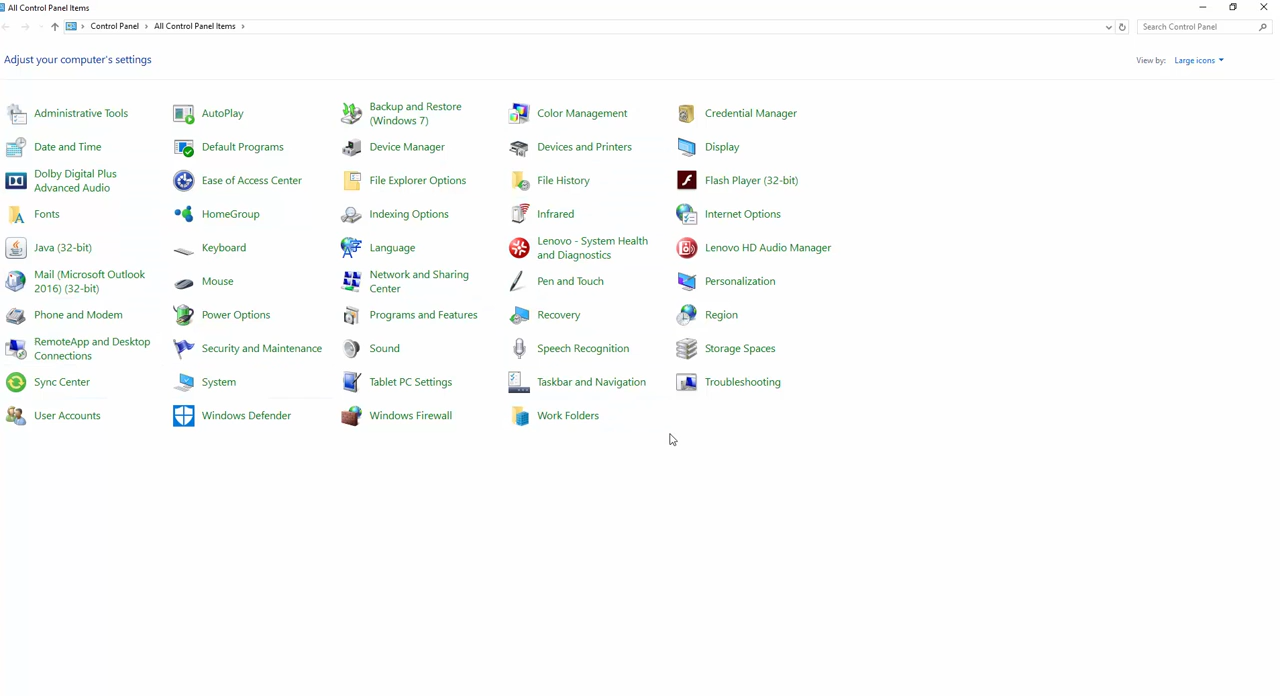 All Control Panel Items
Control Panel > All Control Panel Items >
Search Control Panel
Adjust your computer's settings
View by: Large icons
Administrative Tools
AutoPlay
Backup and Restore
(Windows 7)
Color Management
Credential Manager
Date and Time
Default Programs
Device Manager
Devices and Printers
Display
Dolby Digital Plus
Advanced Audio
Ease of Access Center
File Explorer Options
File History
Flash Player (32-bit)
Fonts
HomeGroup
Indexing Options
Infrared
Internet Options
Java (32-bit)
Keyboard
Language
Lenovo - System Health
and Diagnostics
Lenovo HD Audio Manager
Mail (Microsoft Outlook
2016) (32-bit)
Mouse
Network and Sharing
Center
Pen and Touch
Personalization
Phone and Modem
Power Options
Programs and Features
Recovery
Region
RemoteApp and Desktop
Connections
Security and Maintenance
Sound
Speech Recognition
Storage Spaces
Sync Center
System
Tablet PC Settings
Taskbar and Navigation
Troubleshooting
User Accounts
Windows Defender
Windows Firewall
Work Folders